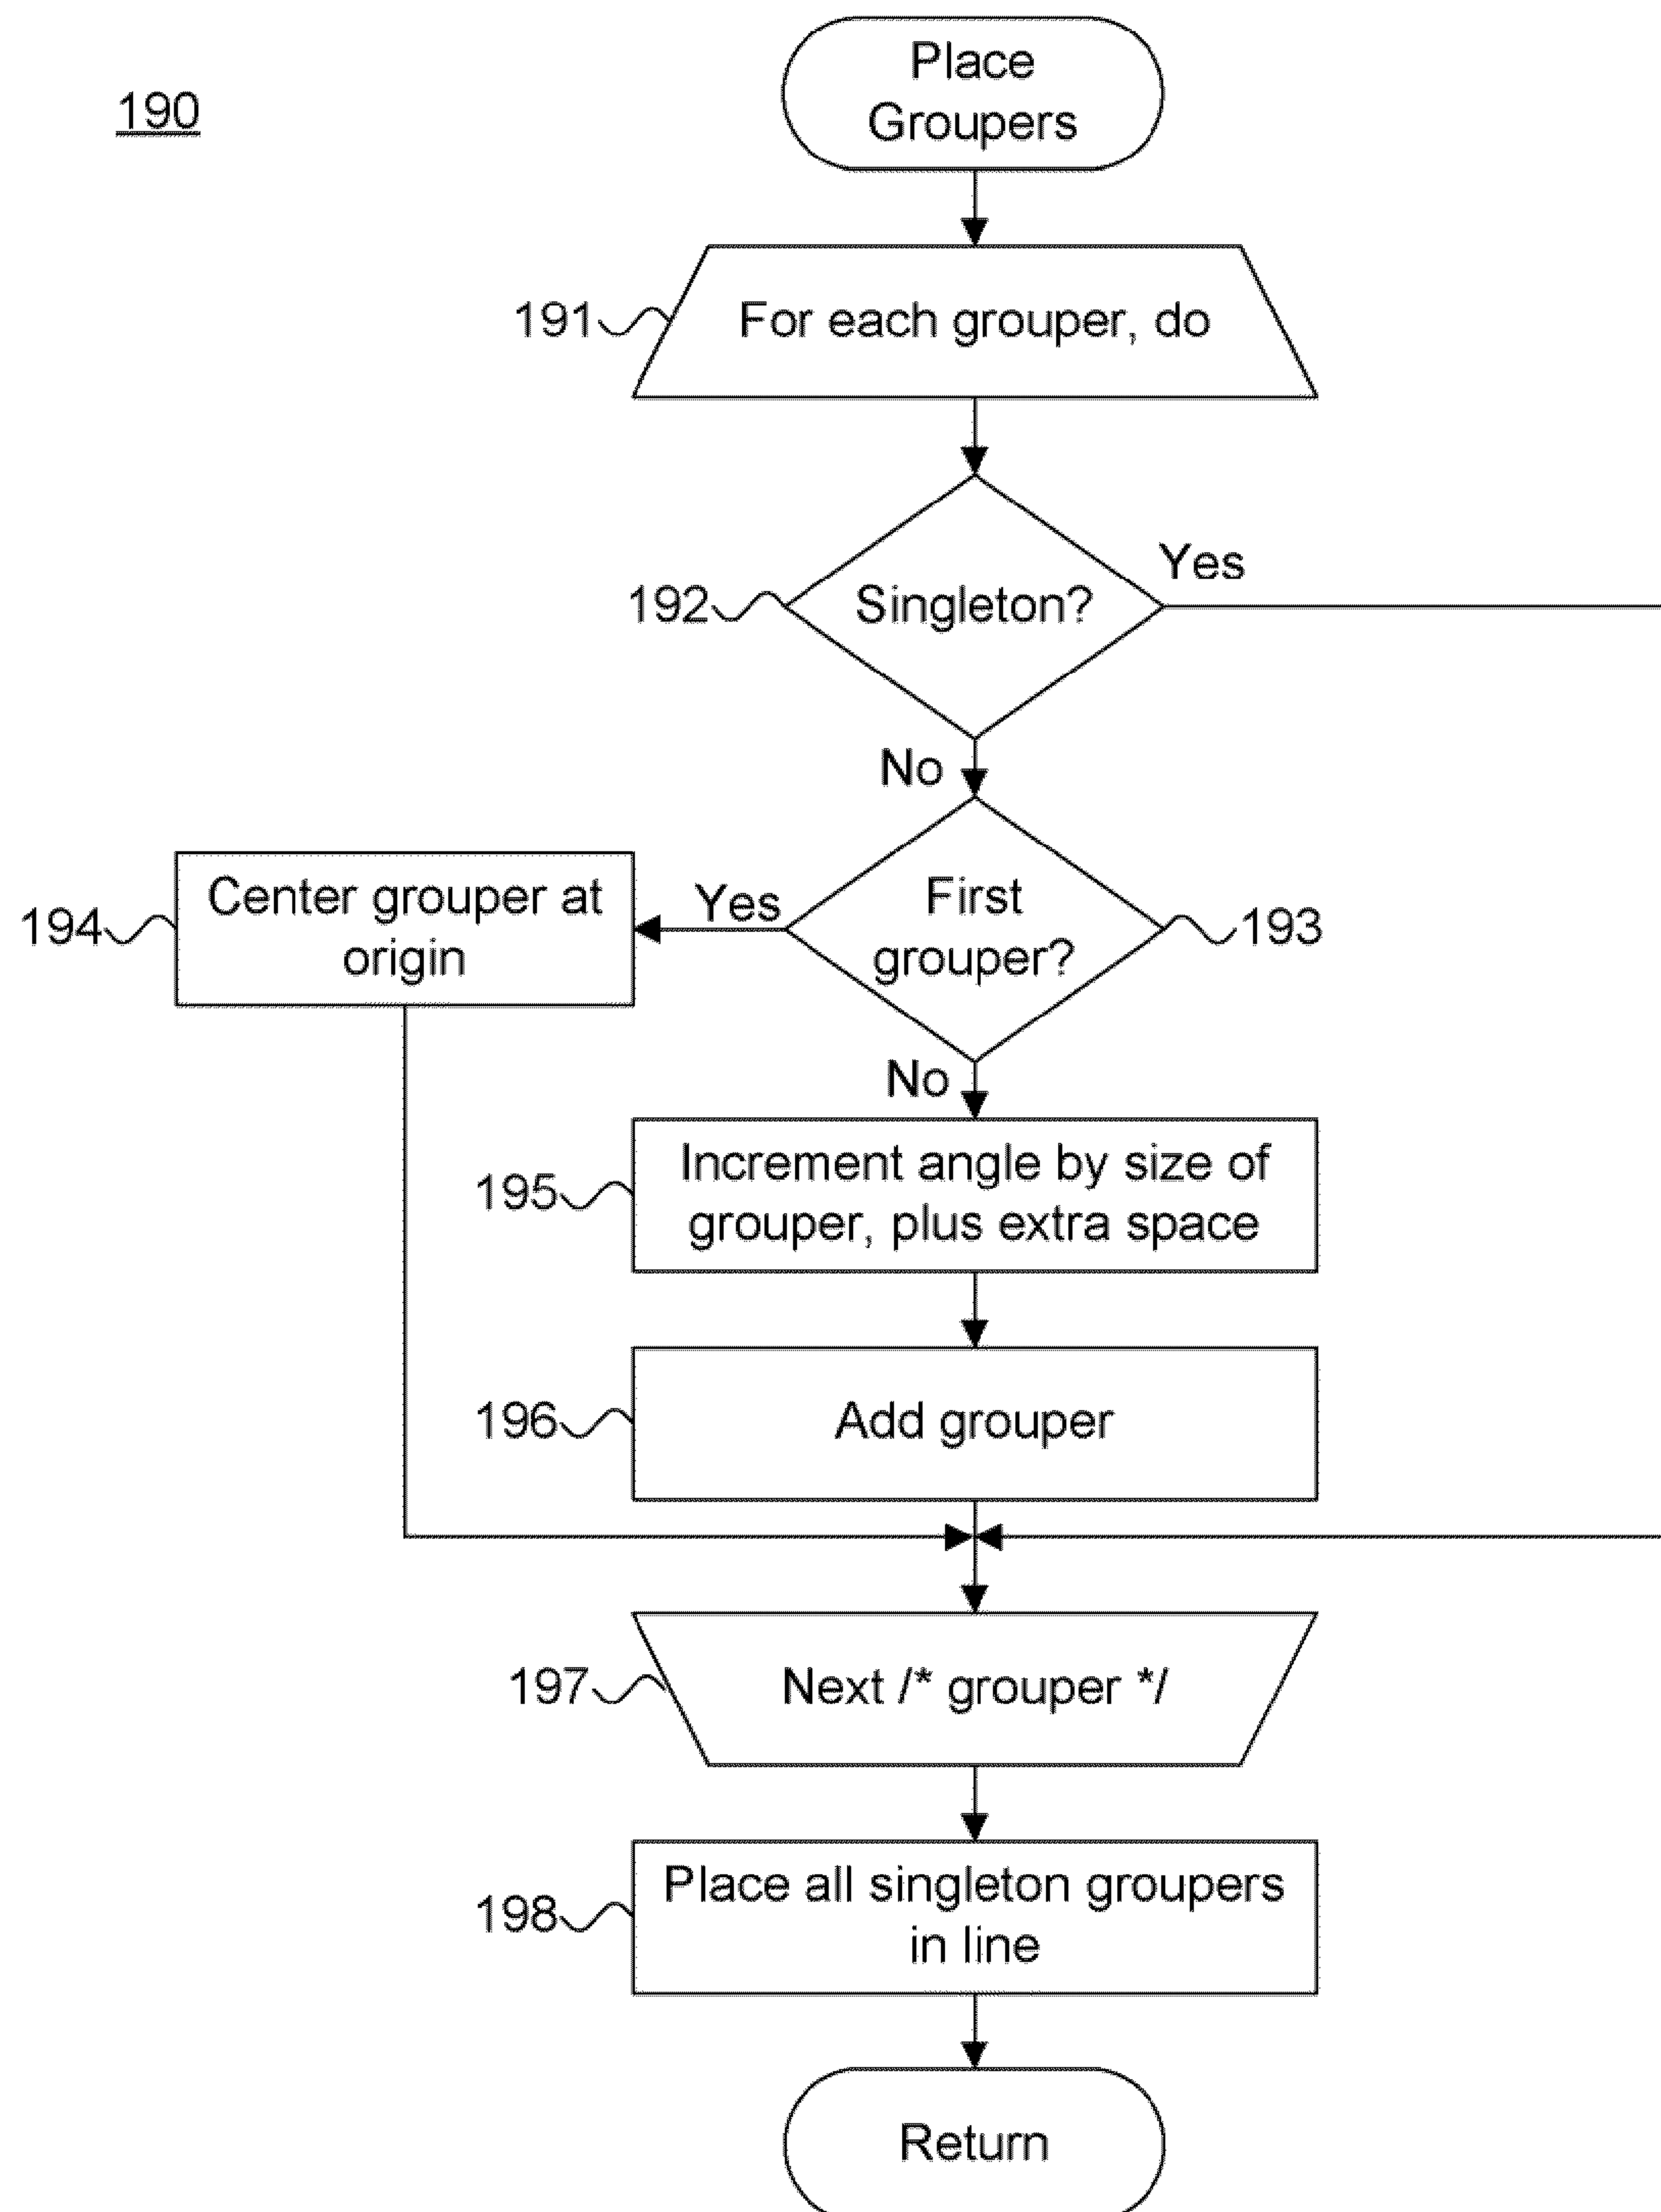 190
Place
Groupers
191
For each grouper, do
192
Singleton?
Yes
No
194
Center grouper at
origin
Yes
First
grouper?
193
No
195
Increment angle by size of
grouper, plus extra space
196
Add grouper
197
Next /* grouper */
198
Place all singleton groupers
in line
Return